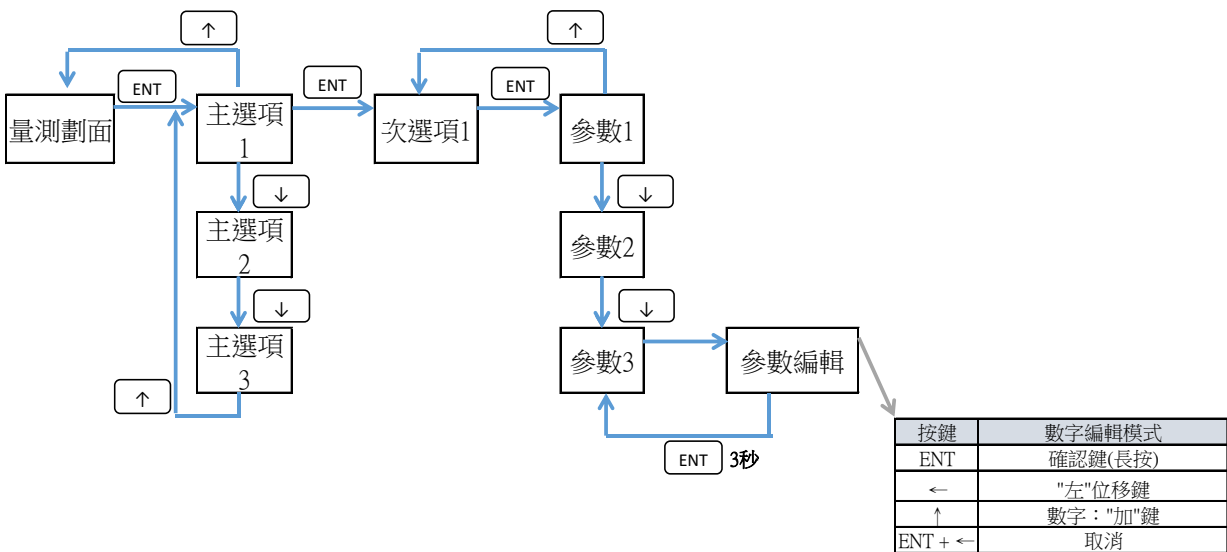 ↑
↑
ENT
ENT
ENT
量測劃面
主選項
1
次選項1
參數1
↓
↓
主選項
2
參數2
↓
↓
主選項
3
參數3
參數編輯
↑
ENT 3秒
按鍵 數字編輯模式
ENT 確認鍵(長按)
← "左"位移鍵
↑ 數字："加"鍵
ENT + ← 取消